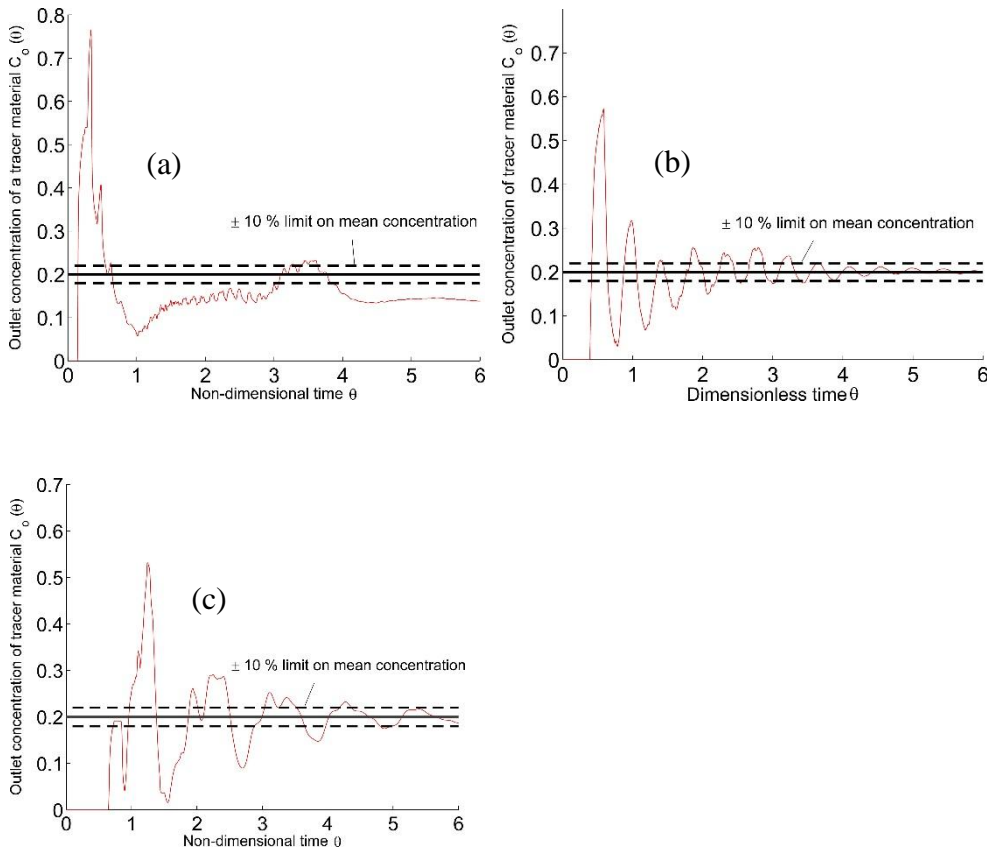 Outlet concentration of a tracer material C_o (θ)
0.8
0.7
0.6
0.5
0.4
0.3
0.2
0.1
0
(a)
± 10 % limit on mean concentration
0 1 2 3 4 5 6
Non-dimensional time θ
Outlet concentration of tracer material C_o (θ)
0.7
0.6
0.5
0.4
0.3
0.2
0.1
0
(b)
± 10 % limit on mean concentration
0 1 2 3 4 5 6
Dimensionless time θ
Outlet concentration of tracer material C_o (θ)
0.7
0.6
0.5
0.4
0.3
0.2
0.1
0
(c)
± 10 % limit on mean concentration
0 1 2 3 4 5 6
Non-dimensional time θ